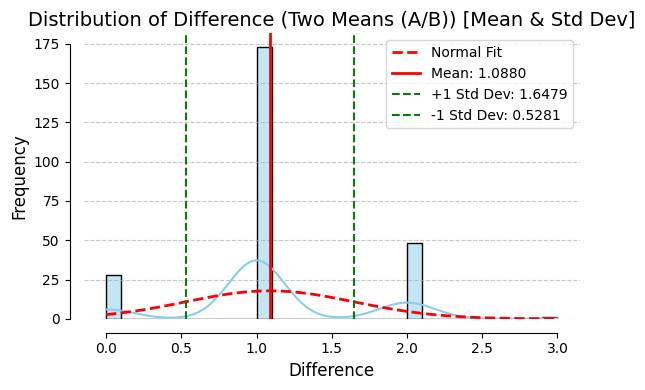 Distribution of Difference (Two Means (A/B)) [Mean & Std Dev]
175
150
125
100
75
50
25
0
Frequency
Normal Fit
Mean: 1.0880
+1 Std Dev: 1.6479
-1 Std Dev: 0.5281
0.0 0.5 1.0 1.5 2.0 2.5 3.0
Difference